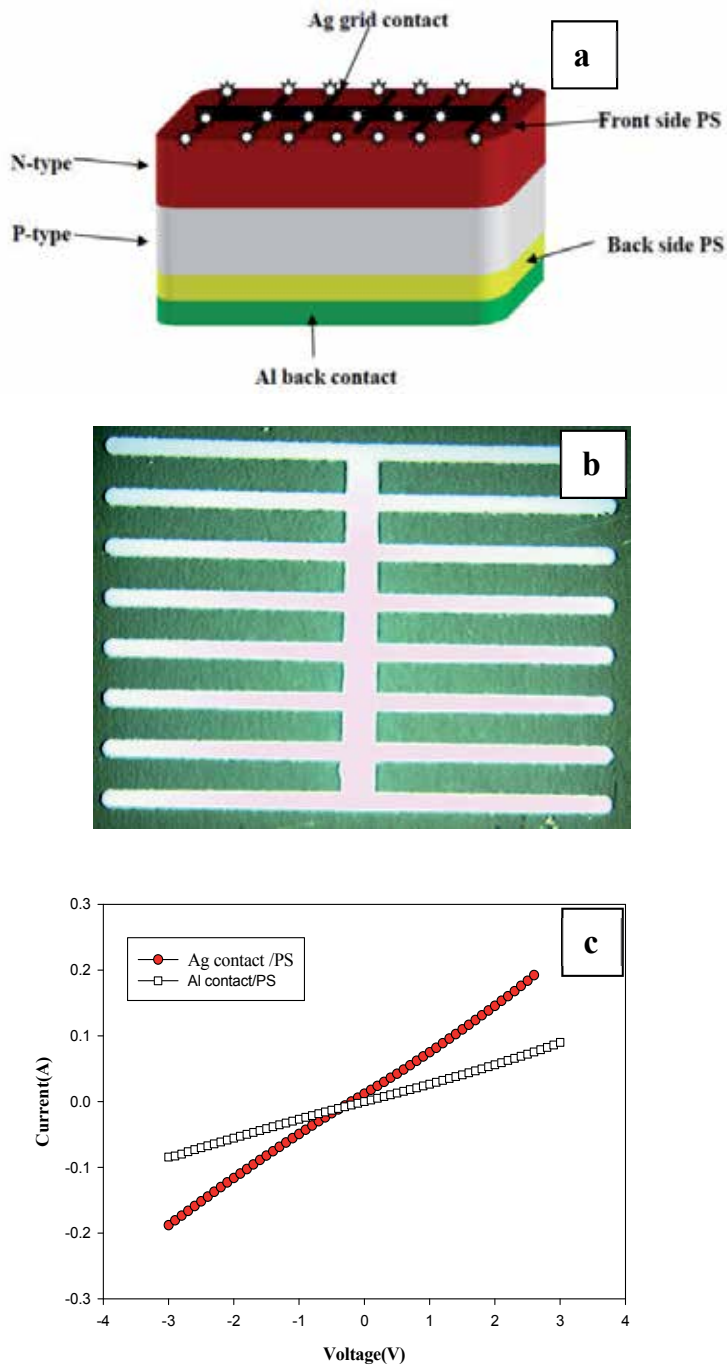 Ag grid contact
a
Front side PS
N-type
P-type
Back side PS
Al back contact
b
c
0.3
0.2
0.1
0.0
-0.1
-0.2
-0.3
Current(A)
Ag contact /PS
Al contact/PS
-4 -3 -2 -1 0 1 2 3 4
Voltage(V)